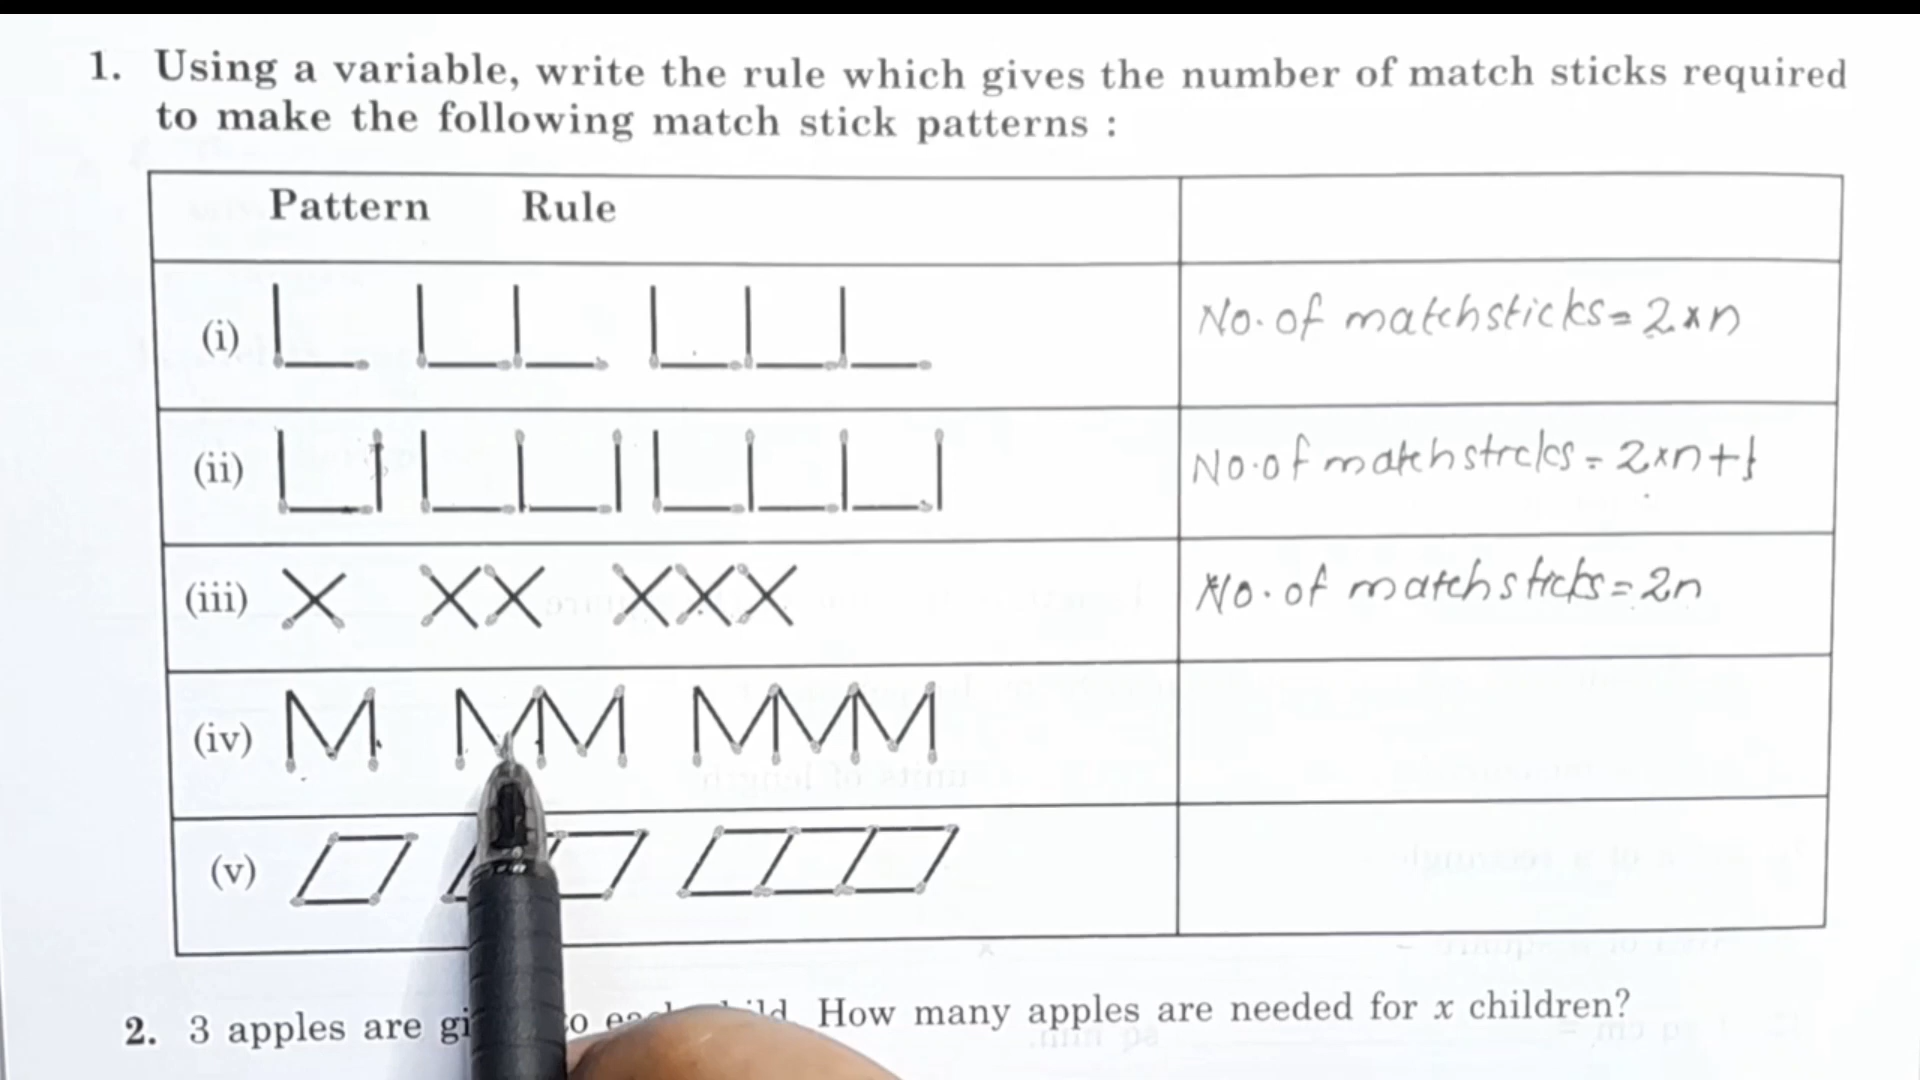 1. Using a variable, write the rule which gives the number of match sticks required
to make the following match stick patterns :
Pattern Rule
(i) No. of matchsticks = 2 × n
(ii) No. of matchstrcks = 2 × n + 1
(iii) No. of matchsticks = 2n
(iv)
(v)
2. 3 apples are How many apples are needed for x children?